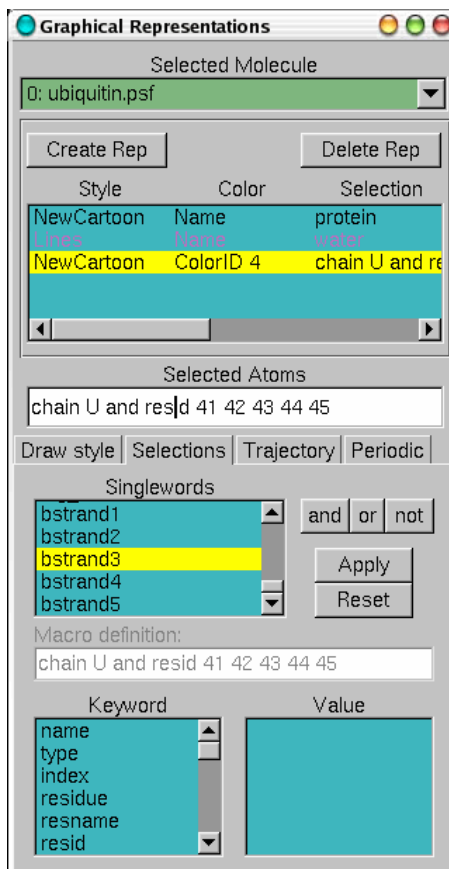 Graphical Representations
Selected Molecule
0: ubiquitin.psf
Create Rep Delete Rep
Style Color Selection
NewCartoon Name protein
Lines Name water
NewCartoon ColorID 4 chain U and re
Selected Atoms
chain U and resid 41 42 43 44 45
Draw style Selections Trajectory Periodic
Singlewords
bstrand1
bstrand2
bstrand3
bstrand4
bstrand5
and or not
Apply
Reset
Macro definition:
chain U and resid 41 42 43 44 45
Keyword Value
name
type
index
residue
resname
resid